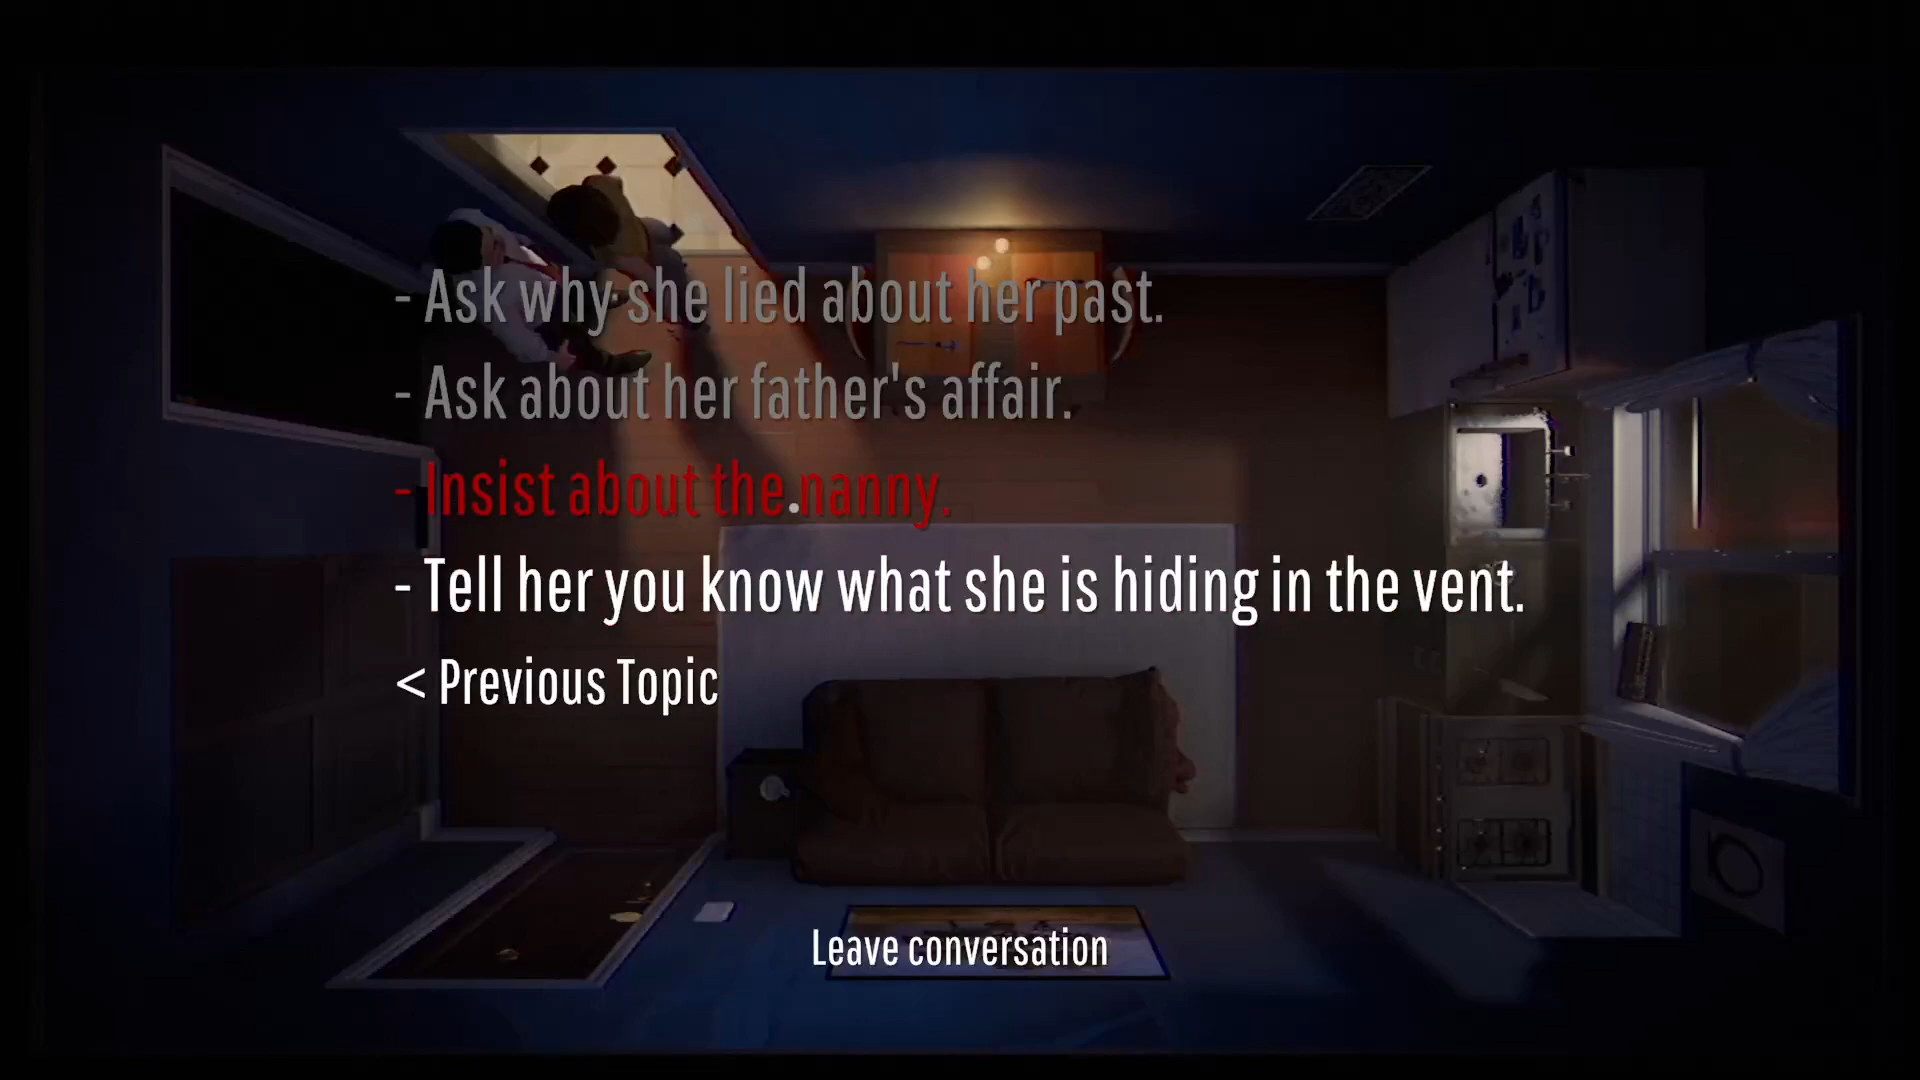 - Ask why she lied about her past.
- Ask about her father's affair.
- Insist about the nanny.
- Tell her you know what she is hiding in the vent.
< Previous Topic
Leave conversation